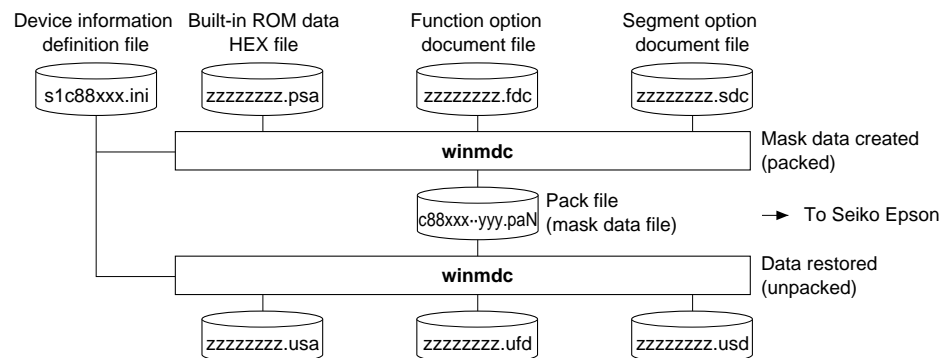 Device information
definition file
Built-in ROM data
HEX file
Function option
document file
Segment option
document file
s1c88xxx.ini
zzzzzzzz.psa
zzzzzzzz.fdc
zzzzzzzz.sdc
winmdc
Mask data created
(packed)
c88xxx··yyy.paN
Pack file
(mask data file)
To Seiko Epson
winmdc
Data restored
(unpacked)
zzzzzzzz.usa
zzzzzzzz.ufd
zzzzzzzz.usd